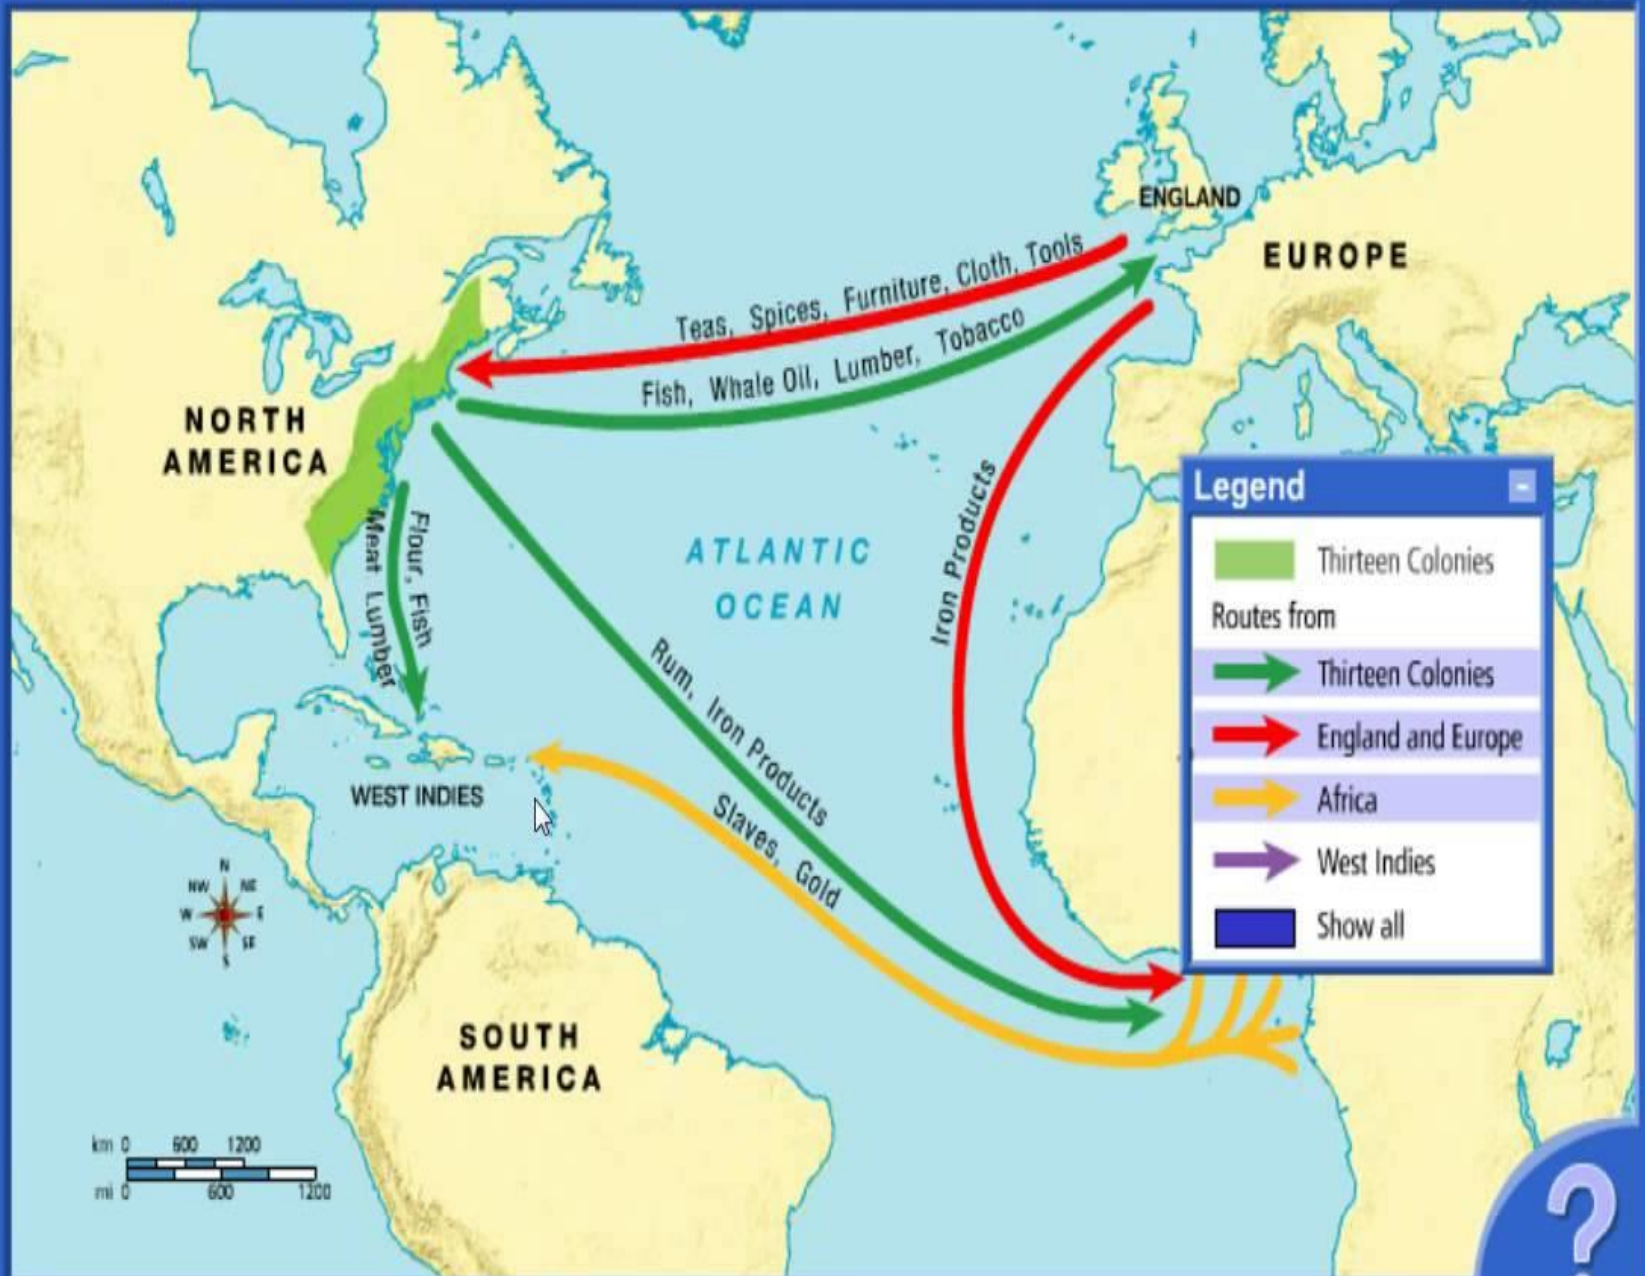 ENGLAND
EUROPE
Teas, Spices, Furniture, Cloth, Tools
Fish, Whale Oil, Lumber, Tobacco
NORTH
AMERICA
Iron Products
Legend
-
Thirteen Colonies
Routes from
Thirteen Colonies
England and Europe
Africa
West Indies
Show all
Flour, Fish
Meat Lumber
ATLANTIC
OCEAN
Rum, Iron Products
Slaves, Gold
WEST INDIES
N
NW NE
W E
SW SE
S
SOUTH
AMERICA
km 0 600 1200
mi 0 600 1200
?